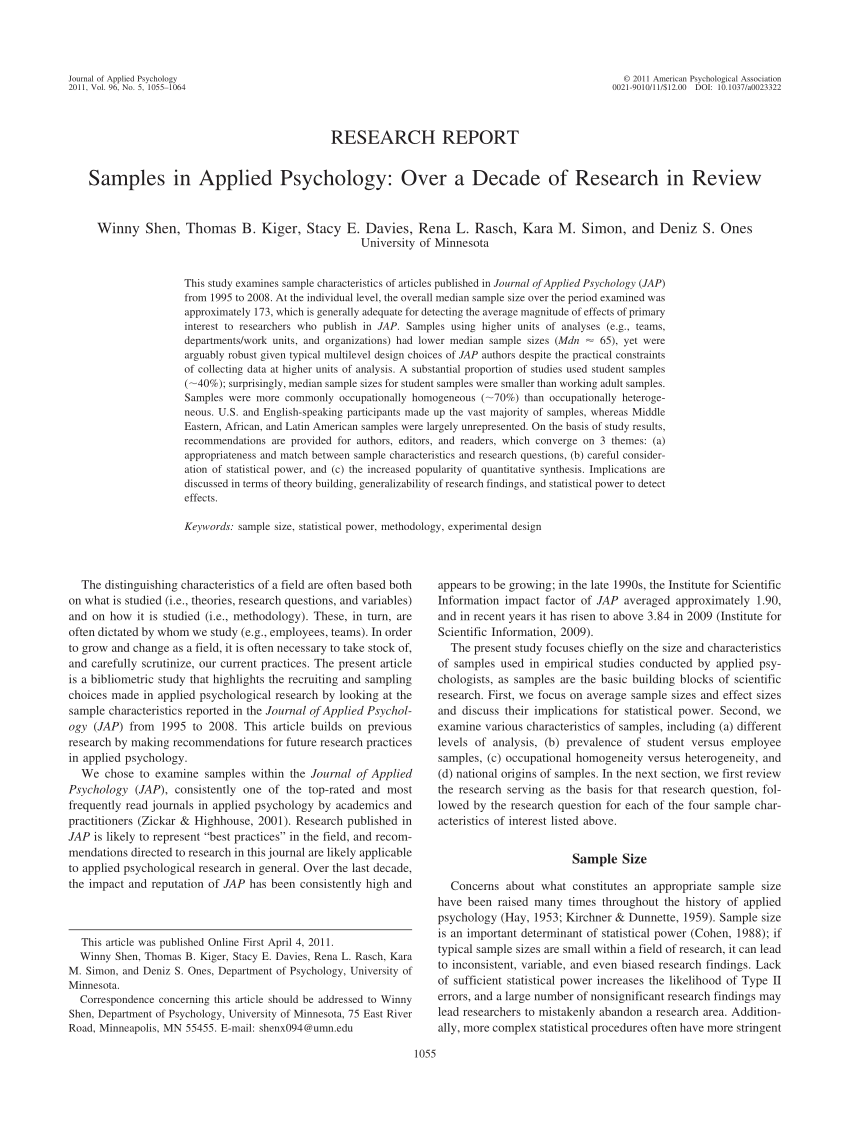 Journal of Applied Psychology
2011, Vol. 96, No. 5, 1055–1064
© 2011 American Psychological Association
0021-9010/11/$12.00 DOI: 10.1037/a0023322
RESEARCH REPORT
Samples in Applied Psychology: Over a Decade of Research in Review
Winny Shen, Thomas B. Kiger, Stacy E. Davies, Rena L. Rasch, Kara M. Simon, and Deniz S. Ones
University of Minnesota
This study examines sample characteristics of articles published in Journal of Applied Psychology (JAP)
from 1995 to 2008. At the individual level, the overall median sample size over the period examined was
approximately 173, which is generally adequate for detecting the average magnitude of effects of primary
interest to researchers who publish in JAP. Samples using higher units of analyses (e.g., teams,
departments/work units, and organizations) had lower median sample sizes (Mdn ≈ 65), yet were
arguably robust given typical multilevel design choices of JAP authors despite the practical constraints
of collecting data at higher units of analysis. A substantial proportion of studies used student samples
(~40%); surprisingly, median sample sizes for student samples were smaller than working adult samples.
Samples were more commonly occupationally homogeneous (~70%) than occupationally heteroge-
neous. U.S. and English-speaking participants made up the vast majority of samples, whereas Middle
Eastern, African, and Latin American samples were largely unrepresented. On the basis of study results,
recommendations are provided for authors, editors, and readers, which converge on 3 themes: (a)
appropriateness and match between sample characteristics and research questions, (b) careful consider-
ation of statistical power, and (c) the increased popularity of quantitative synthesis. Implications are
discussed in terms of theory building, generalizability of research findings, and statistical power to detect
effects.
Keywords: sample size, statistical power, methodology, experimental design
The distinguishing characteristics of a field are often based both
on what is studied (i.e., theories, research questions, and variables)
and on how it is studied (i.e., methodology). These, in turn, are
often dictated by whom we study (e.g., employees, teams). In order
to grow and change as a field, it is often necessary to take stock of,
and carefully scrutinize, our current practices. The present article
is a bibliometric study that highlights the recruiting and sampling
choices made in applied psychological research by looking at the
sample characteristics reported in the Journal of Applied Psychol-
ogy (JAP) from 1995 to 2008. This article builds on previous
research by making recommendations for future research practices
in applied psychology.
We chose to examine samples within the Journal of Applied
Psychology (JAP), consistently one of the top-rated and most
frequently read journals in applied psychology by academics and
practitioners (Zickar & Highhouse, 2001). Research published in
JAP is likely to represent “best practices” in the field, and recom-
mendations directed to research in this journal are likely applicable
to applied psychological research in general. Over the last decade,
the impact and reputation of JAP has been consistently high and
This article was published Online First April 4, 2011.
Winny Shen, Thomas B. Kiger, Stacy E. Davies, Rena L. Rasch, Kara
M. Simon, and Deniz S. Ones, Department of Psychology, University of
Minnesota.
Correspondence concerning this article should be addressed to Winny
Shen, Department of Psychology, University of Minnesota, 75 East River
Road, Minneapolis, MN 55455. E-mail: shenx094@umn.edu
appears to be growing; in the late 1990s, the Institute for Scientific
Information impact factor of JAP averaged approximately 1.90,
and in recent years it has risen to above 3.84 in 2009 (Institute for
Scientific Information, 2009).
The present study focuses chiefly on the size and characteristics
of samples used in empirical studies conducted by applied psy-
chologists, as samples are the basic building blocks of scientific
research. First, we focus on average sample sizes and effect sizes
and discuss their implications for statistical power. Second, we
examine various characteristics of samples, including (a) different
levels of analysis, (b) prevalence of student versus employee
samples, (c) occupational homogeneity versus heterogeneity, and
(d) national origins of samples. In the next section, we first review
the research serving as the basis for that research question, fol-
lowed by the research question for each of the four sample char-
acteristics of interest listed above.
Sample Size
Concerns about what constitutes an appropriate sample size
have been raised many times throughout the history of applied
psychology (Hay, 1953; Kirchner & Dunnette, 1959). Sample size
is an important determinant of statistical power (Cohen, 1988); if
typical sample sizes are small within a field of research, it can lead
to inconsistent, variable, and even biased research findings. Lack
of sufficient statistical power increases the likelihood of Type II
errors, and a large number of nonsignificant research findings may
lead researchers to mistakenly abandon a research area. Addition-
ally, more complex statistical procedures often have more stringent
1055